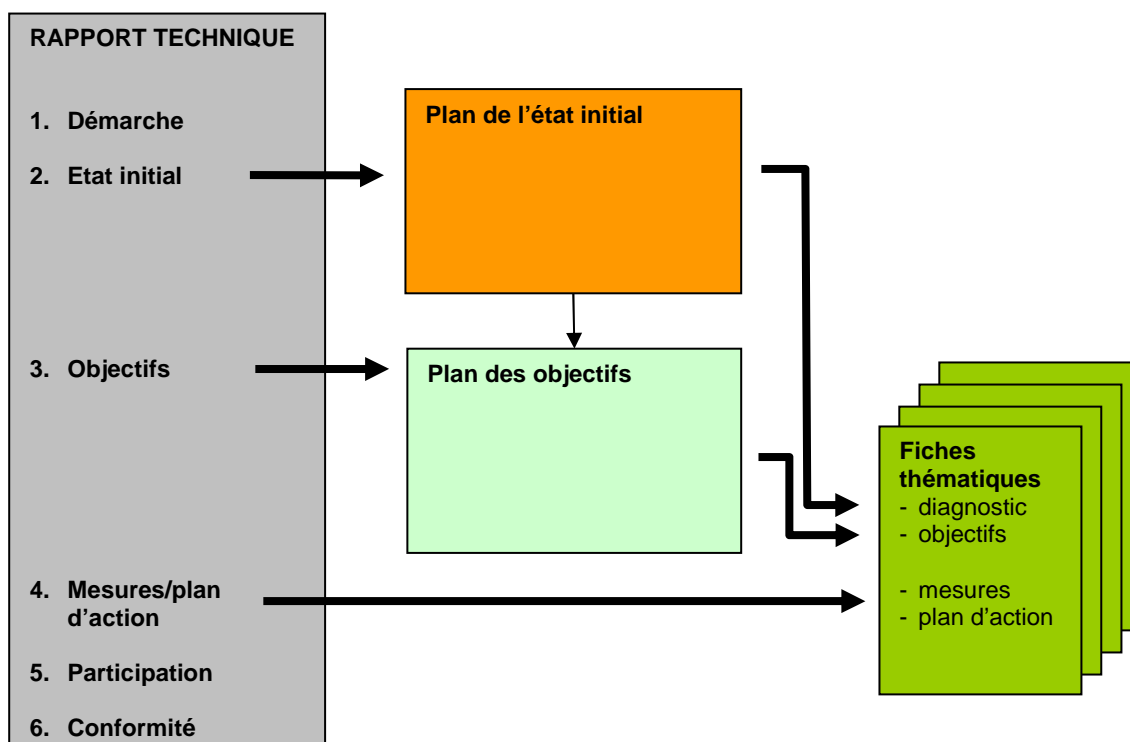 RAPPORT TECHNIQUE
1. Démarche
2. Etat initial
3. Objectifs
4. Mesures/plan
d’action
5. Participation
6. Conformité
Plan de l’état initial
Plan des objectifs
Fiches
thématiques
- diagnostic
- objectifs
- mesures
- plan d’action